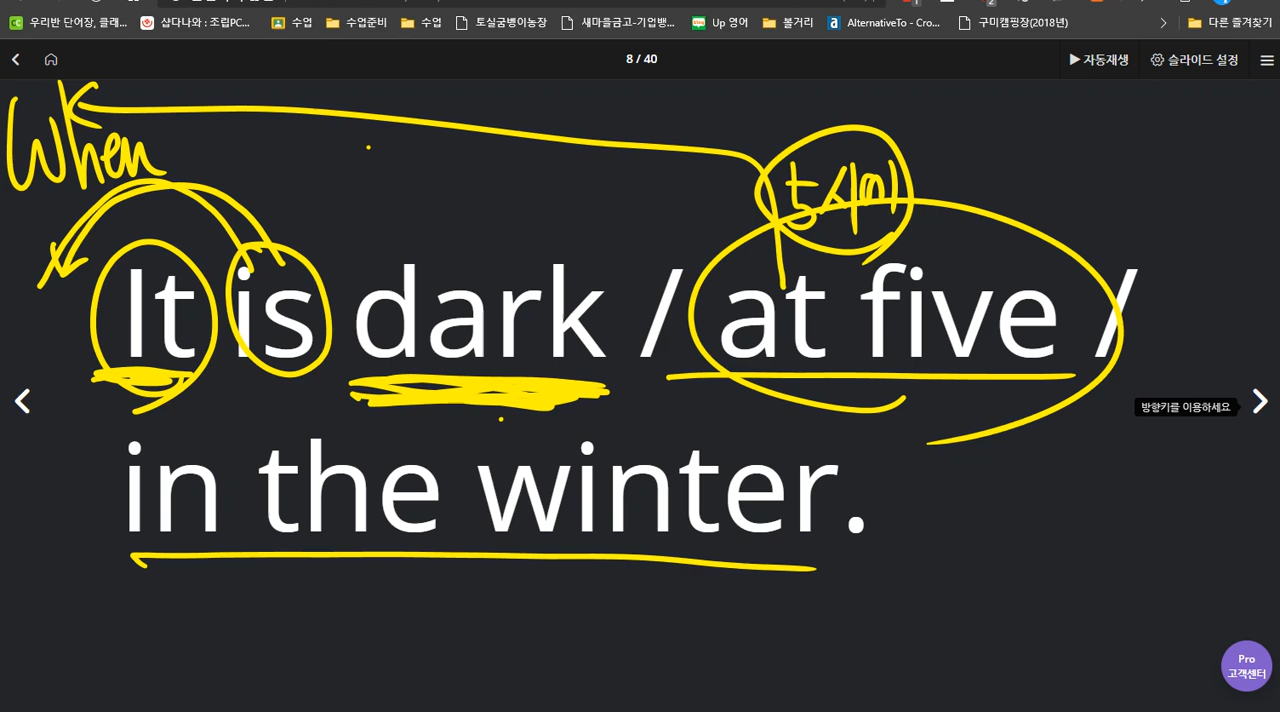 우리반 단어장, 클래... 샵다나와 : 조립PC... 수업 수업준비 수업 토실굼벵이농장 새마을금고-기업뱅... Up 영어 볼거리 AlternativeTo - Cro... 구미캠핑장(2018년) 다른 즐겨찾기
8 / 40 ▶ 자동재생 슬라이드 설정
When
5시에
It is dark / at five /
방향키를 이용하세요
in the winter.
Pro
고객센터